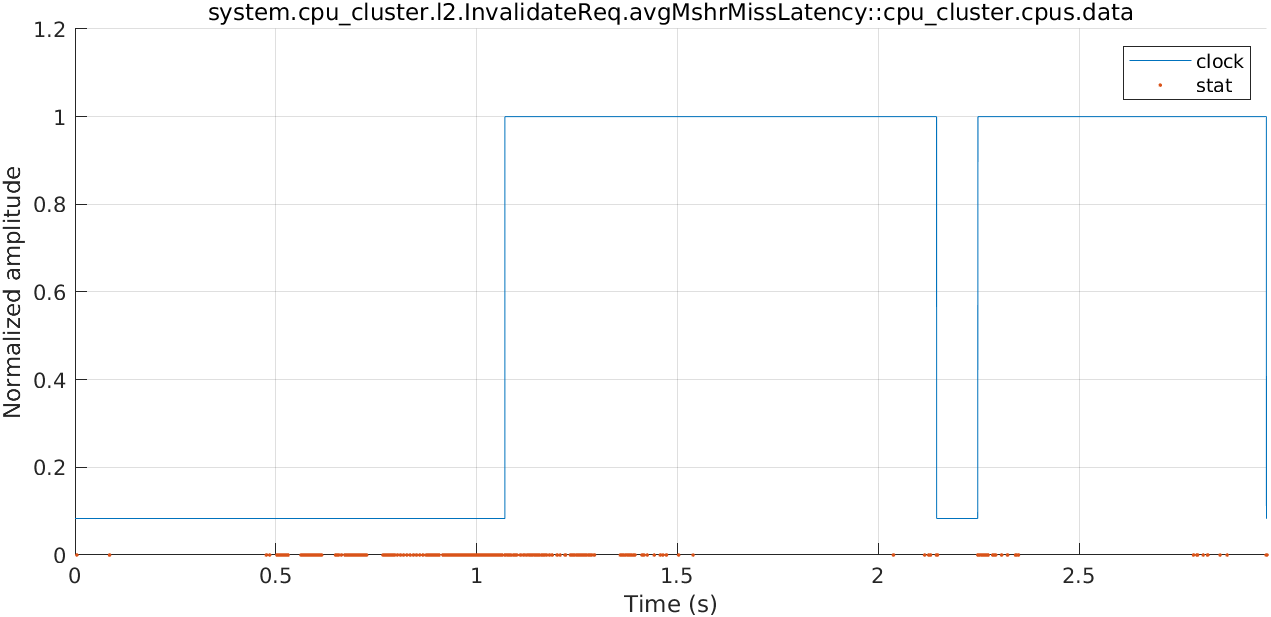 system.cpu_cluster.l2.InvalidateReq.avgMshrMissLatency::cpu_cluster.cpus.data
1.2
1
0.8
0.6
0.4
0.2
0
Normalized amplitude
clock
stat
0 0.5 1 1.5 2 2.5
Time (s)